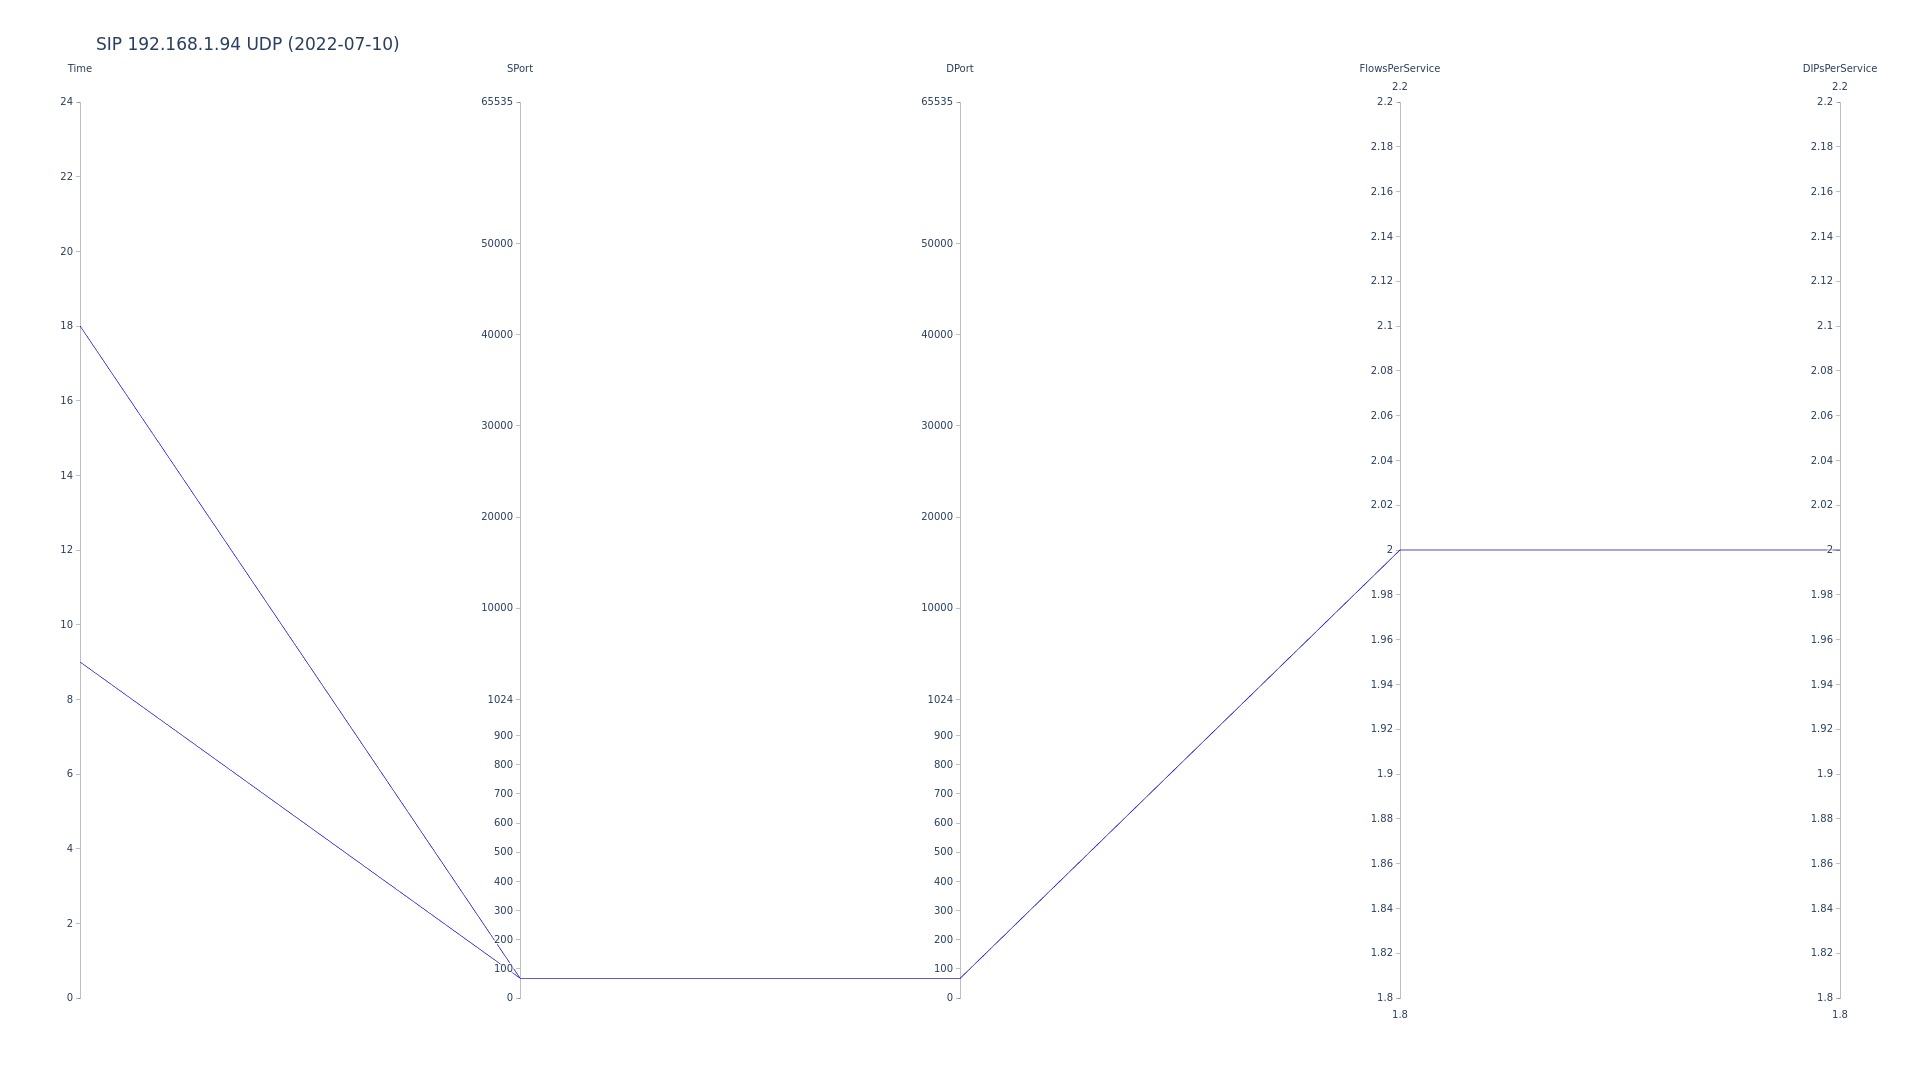 SIP 192.168.1.94 UDP (2022-07-10)
Time SPort DPort FlowsPerService DIPsPerService
2.2 2.2
24 65535 65535 2.2 2.2
2.18 2.18
22
2.16 2.16
50000 50000 2.14 2.14
20
2.12 2.12
18 40000 40000 2.1 2.1
2.08 2.08
16
2.06 2.06
30000 30000
2.04 2.04
14
2.02 2.02
20000 20000
12 2 2
1.98 1.98
10000 10000
10
1.96 1.96
1.94 1.94
8 1024 1024
900 900 1.92 1.92
800 800
6 1.9 1.9
700 700
600 600 1.88 1.88
4 500 500
1.86 1.86
400 400
300 300 1.84 1.84
2
200 200
1.82 1.82
100 100
0 0 0 1.8 1.8
1.8 1.8